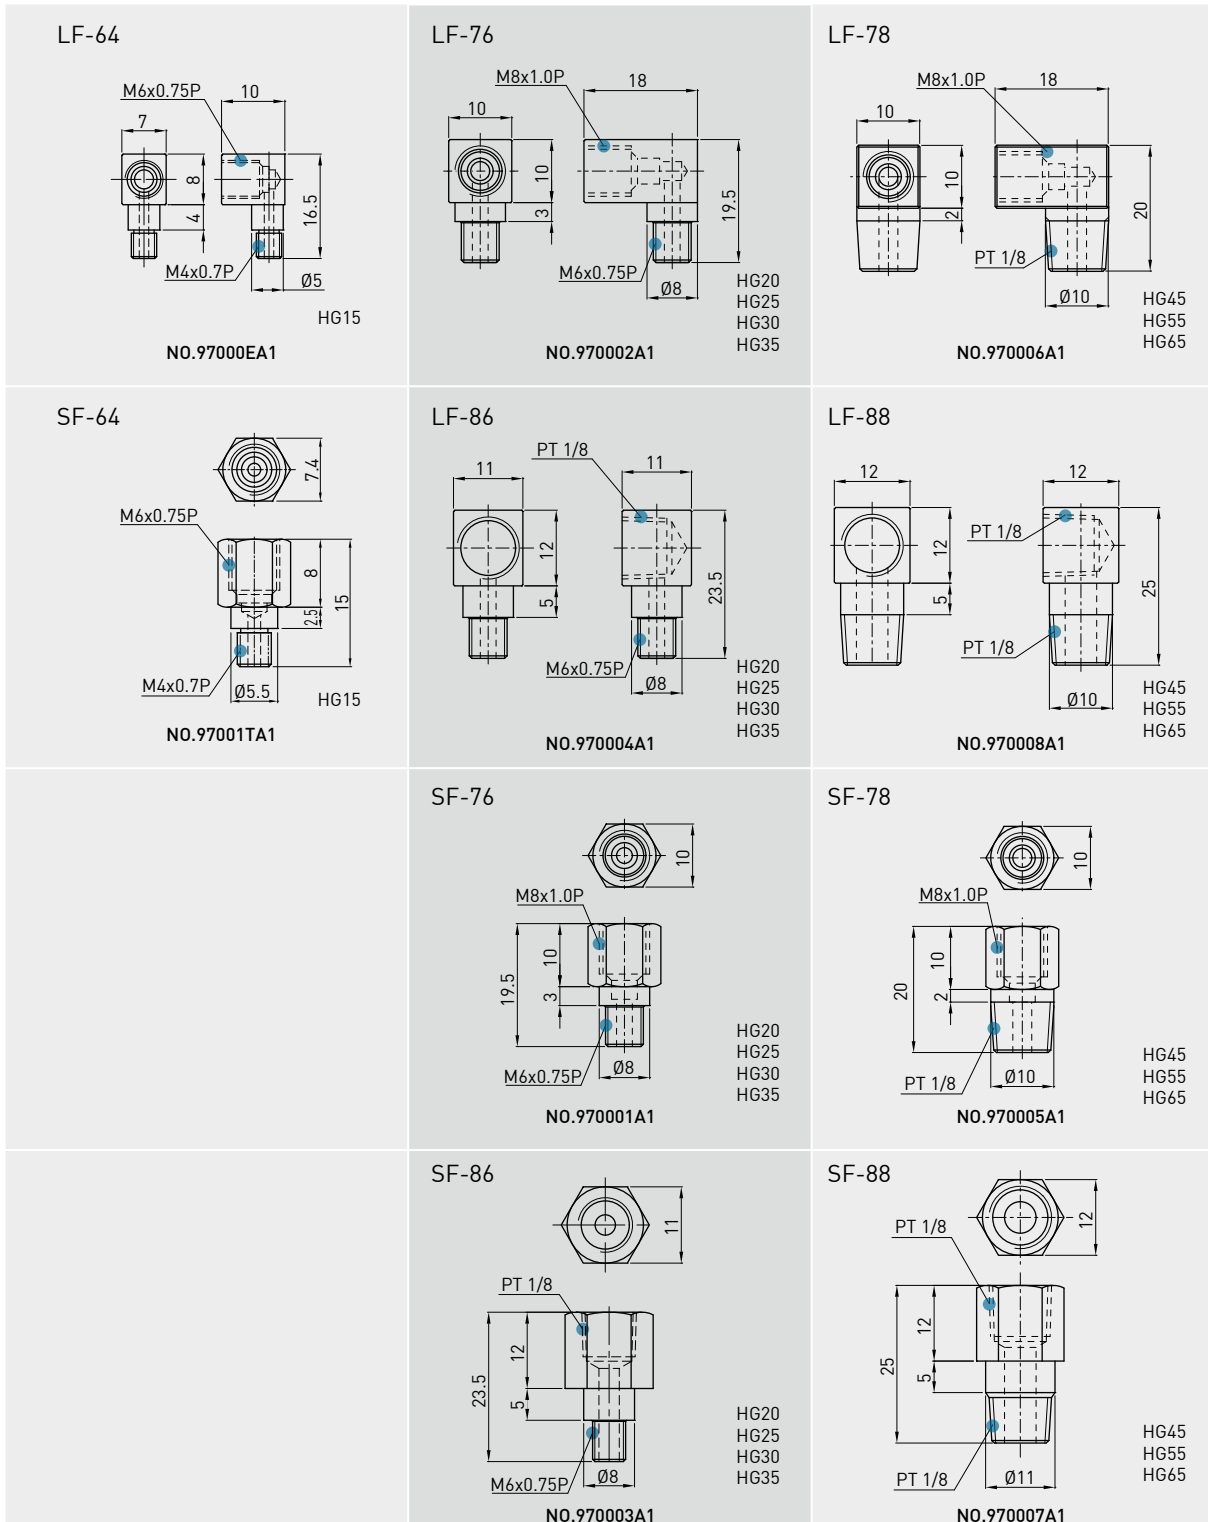 LF-64
M6x0.75P
10
7
8
4
16.5
M4x0.7P
Ø5
HG15
NO.97000EA1
LF-76
M8x1.0P
18
10
10
3
19.5
M6x0.75P
Ø8
HG20
HG25
HG30
HG35
NO.970002A1
LF-78
M8x1.0P
18
10
10
2
20
PT 1/8
Ø10
HG45
HG55
HG65
NO.970006A1
SF-64
7.4
M6x0.75P
8
2.5
15
M4x0.7P
Ø5.5
HG15
NO.97001TA1
LF-86
PT 1/8
11
11
12
5
23.5
M6x0.75P
Ø8
HG20
HG25
HG30
HG35
NO.970004A1
LF-88
12
12
PT 1/8
12
5
25
PT 1/8
Ø10
HG45
HG55
HG65
NO.970008A1
SF-76
10
M8x1.0P
10
3
19.5
M6x0.75P
Ø8
HG20
HG25
HG30
HG35
NO.970001A1
SF-78
10
M8x1.0P
10
2
20
PT 1/8
Ø10
HG45
HG55
HG65
NO.970005A1
SF-86
11
PT 1/8
12
5
23.5
M6x0.75P
Ø8
HG20
HG25
HG30
HG35
NO.970003A1
SF-88
12
PT 1/8
12
5
25
PT 1/8
Ø11
HG45
HG55
HG65
NO.970007A1